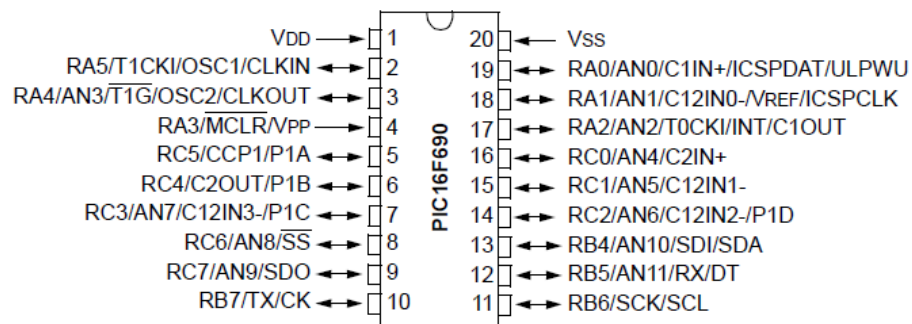 VDD 1 20 VSS
RA5/T1CKI/OSC1/CLKIN 2 19 RA0/AN0/C1IN+/ICSPDAT/ULPWU
RA4/AN3/T1G/OSC2/CLKOUT 3 18 RA1/AN1/C12IN0-/VREF/ICSPCLK
RA3/MCLR/VPP 4 17 RA2/AN2/T0CKI/INT/C1OUT
RC5/CCP1/P1A 5 16 RC0/AN4/C2IN+
RC4/C2OUT/P1B 6 15 RC1/AN5/C12IN1-
RC3/AN7/C12IN3-/P1C 7 14 RC2/AN6/C12IN2-/P1D
RC6/AN8/SS 8 13 RB4/AN10/SDI/SDA
RC7/AN9/SDO 9 12 RB5/AN11/RX/DT
RB7/TX/CK 10 11 RB6/SCK/SCL
PIC16F690